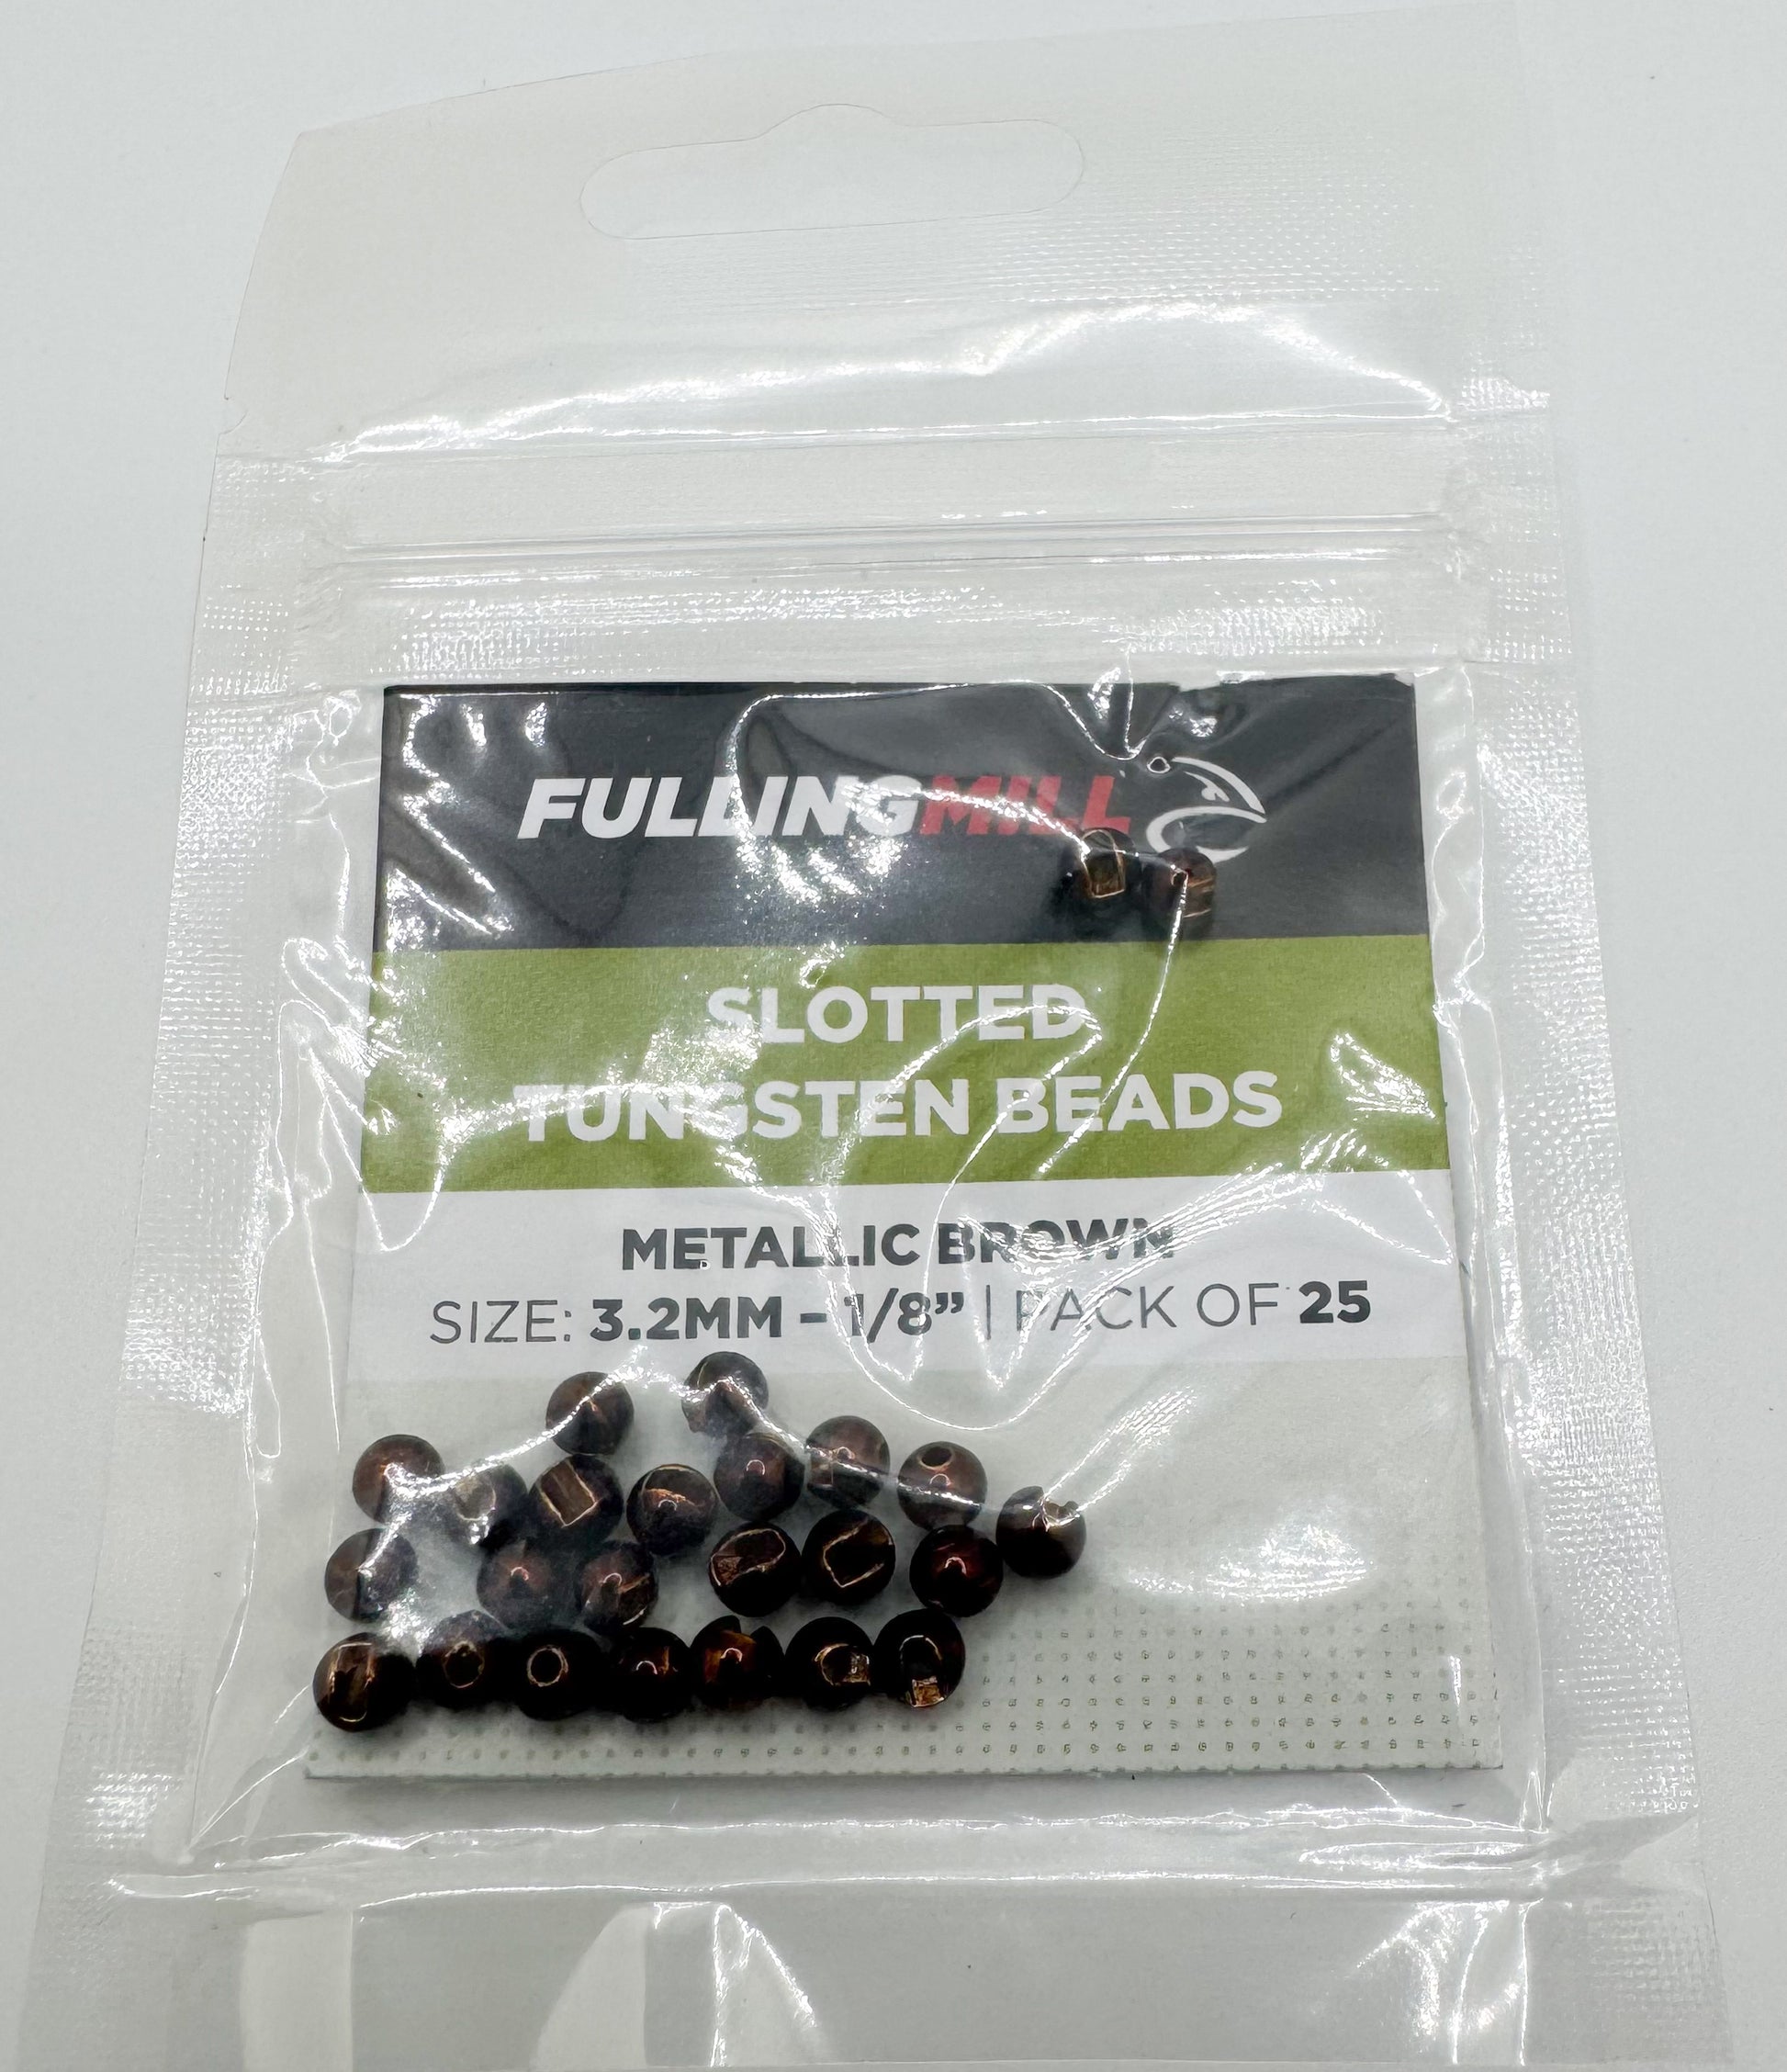 FULLINGMILL
SLOTTED
TUNGSTEN BEADS
METALLIC BROWN
SIZE: 3.2MM - 1/8” | PACK OF 25